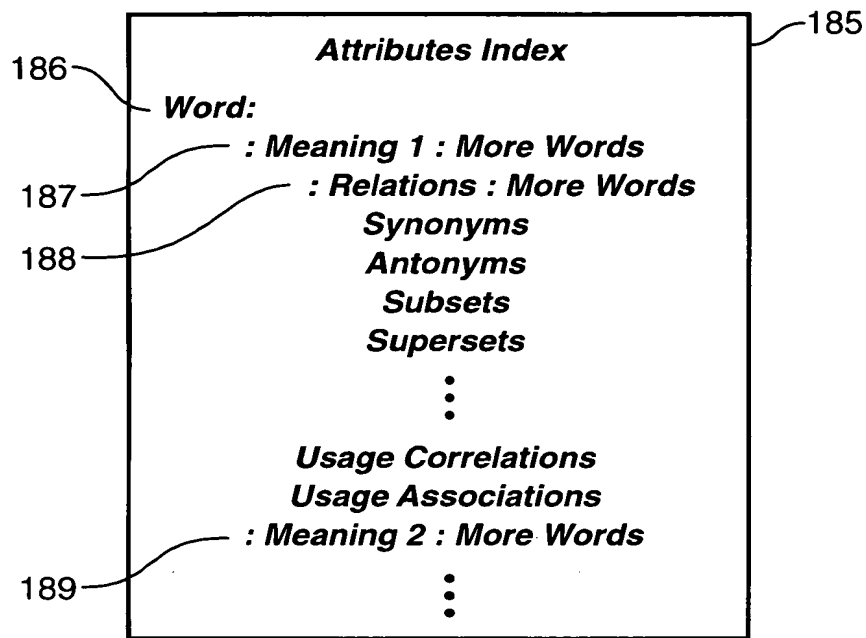 185
Attributes Index
186
Word:
: Meaning 1 : More Words
187
: Relations : More Words
188
Synonyms
Antonyms
Subsets
Supersets
Usage Correlations
Usage Associations
: Meaning 2 : More Words
189